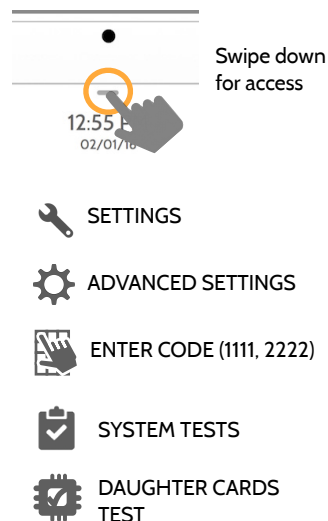 Swipe down
for access
12:55 P
02/01/18
SETTINGS
ADVANCED SETTINGS
ENTER CODE (1111, 2222)
SYSTEM TESTS
DAUGHTER CARDS
TEST